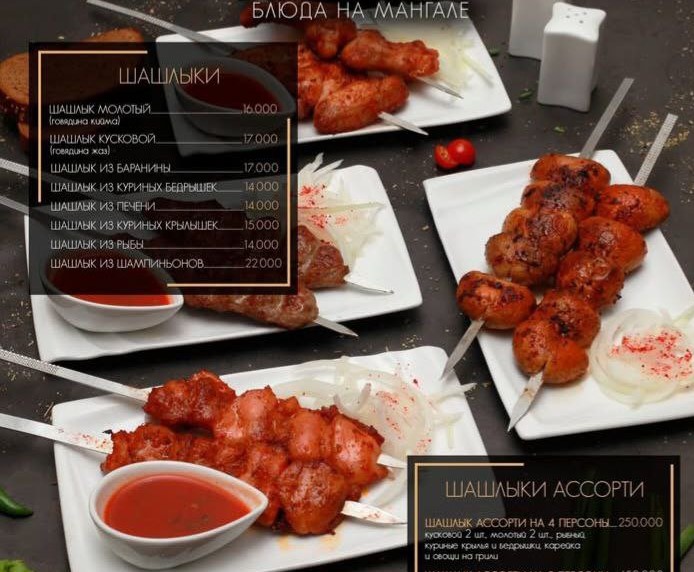 БЛЮДА НА МАНГАЛЕ
ШАШЛЫКИ
ШАШЛЫК МОЛОТЫЙ 16.000
(говядина кийма)
ШАШЛЫК КУСКОВОЙ 17.000
(говядина жаз)
ШАШЛЫК ИЗ БАРАНИНЫ 17.000
ШАШЛЫК ИЗ КУРИНЫХ БЕДРЫШЕК 14.000
ШАШЛЫК ИЗ ПЕЧЕНИ 14.000
ШАШЛЫК ИЗ КУРИНЫХ КРЫЛЫШЕК 15.000
ШАШЛЫК ИЗ РЫБЫ 14.000
ШАШЛЫК ИЗ ШАМПИНЬОНОВ 22.000
ШАШЛЫКИ АССОРТИ
ШАШЛЫК АССОРТИ НА 4 ПЕРСОНЫ 250.000
кусковой 2 шт., молотый 2 шт., рыбный,
куриные крылья и бедрышки, карейка
и овощи на грили